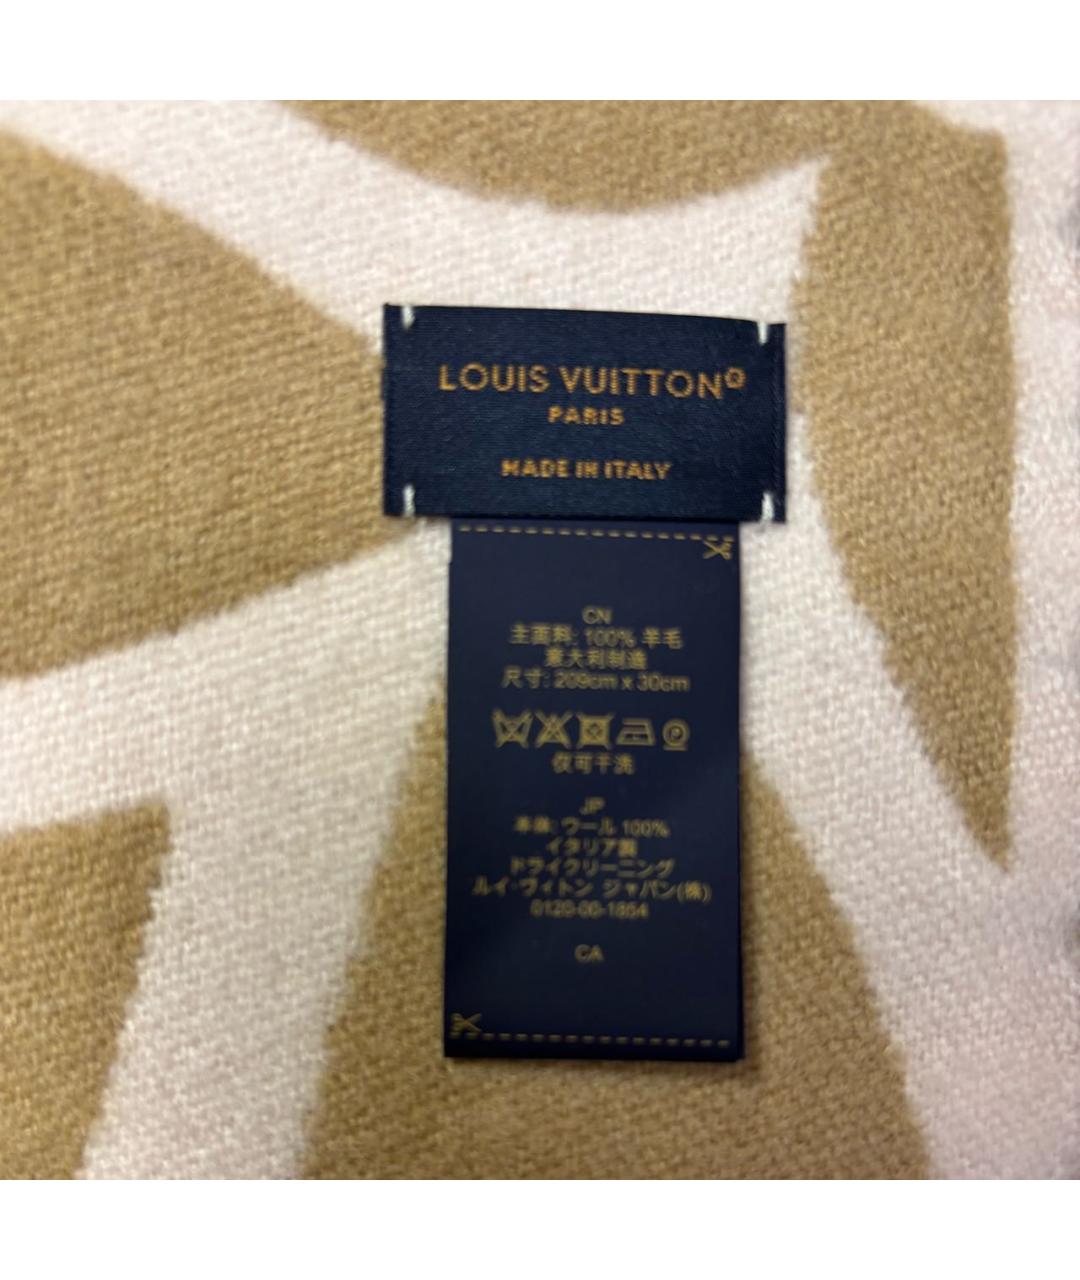 LOUIS VUITTON®
PARIS
MADE IN ITALY
CN
主面料: 100% 羊毛
意大利制造
尺寸: 209cm x 30cm
仅可干洗
JP
本体: ウール 100%
イタリア製
ドライクリーニング
ルイ・ヴィトン ジャパン(株)
0120-00-1854
CA